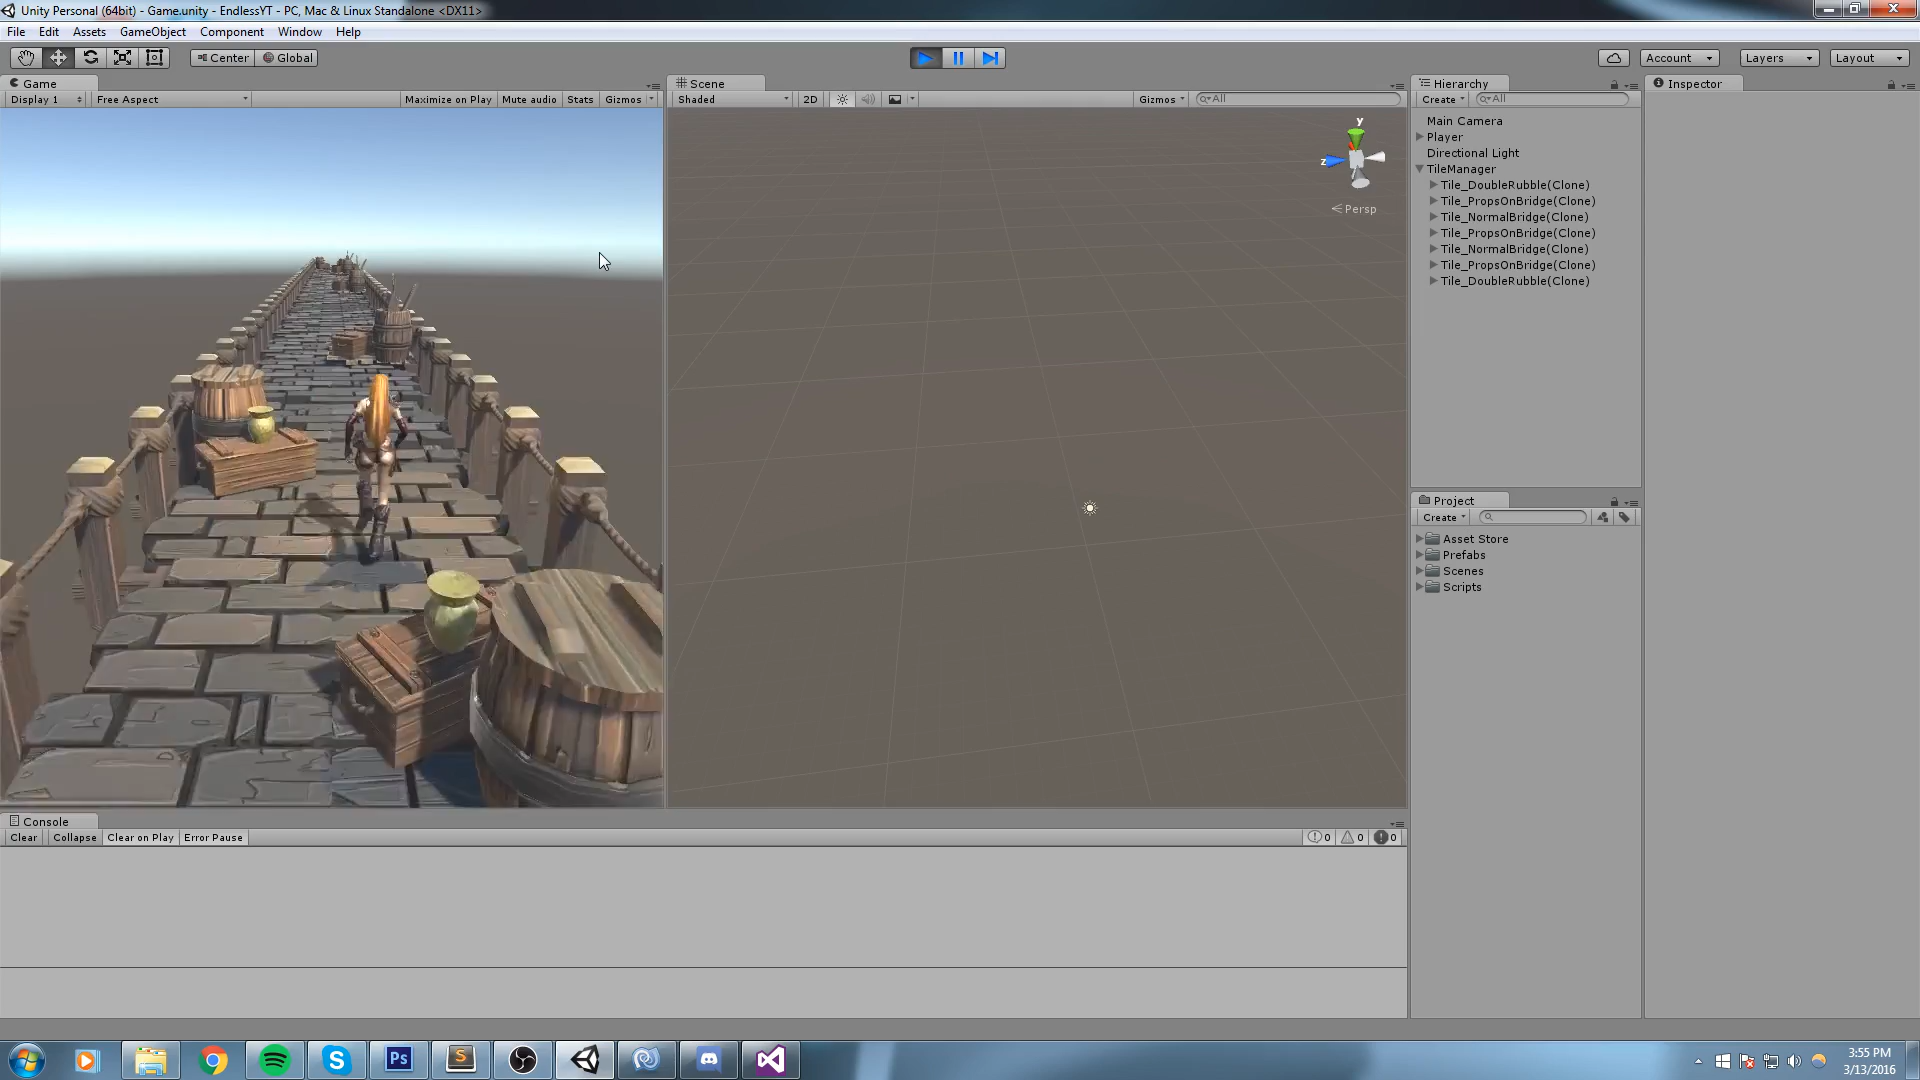 Unity Personal (64bit) - Game.unity - EndlessYT - PC, Mac & Linux Standalone <DX11>
File Edit Assets GameObject Component Window Help
Center Global Account Layers Layout
Game
Display 1 Free Aspect Maximize on Play Mute audio Stats Gizmos
Scene
Shaded 2D Gizmos All
y
z
Persp
Hierarchy
Create All
Main Camera
Player
Directional Light
TileManager
Tile_DoubleRubble(Clone)
Tile_PropsOnBridge(Clone)
Tile_NormalBridge(Clone)
Tile_PropsOnBridge(Clone)
Tile_NormalBridge(Clone)
Tile_PropsOnBridge(Clone)
Tile_DoubleRubble(Clone)
Inspector
Project
Create
Asset Store
Prefabs
Scenes
Scripts
Console
Clear Collapse Clear on Play Error Pause 0 0 0
Ps
S
S
3:55 PM
3/13/2016